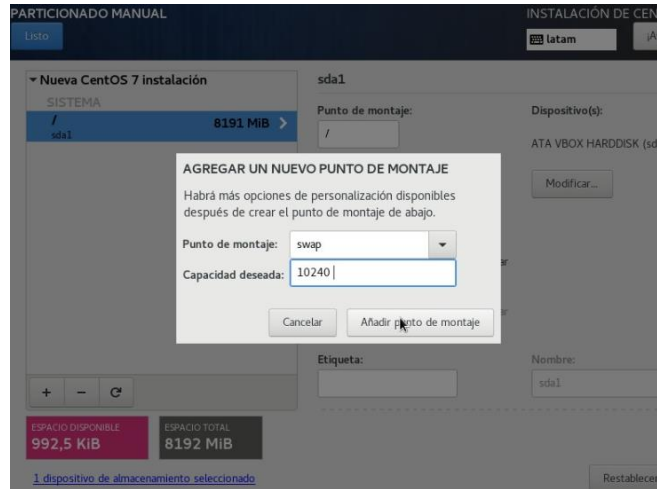 PARTICIONADO MANUAL
INSTALACIÓN DE CEN
Listo
latam
¡A
Nueva CentOS 7 instalación
SISTEMA
/
8191 MiB
sda1
sda1
Punto de montaje:
/
Dispositivo(s):
ATA VBOX HARDDISK (sd
Modificar...
AGREGAR UN NUEVO PUNTO DE MONTAJE
Habrá más opciones de personalización disponibles
después de crear el punto de montaje de abajo.
Punto de montaje:
swap
Capacidad deseada:
10240
Cancelar
Añadir punto de montaje
ar
Etiqueta:
Nombre:
sda1
+ -
ESPACIO DISPONIBLE
992,5 KiB
ESPACIO TOTAL
8192 MiB
1 dispositivo de almacenamiento seleccionado
Restablecer